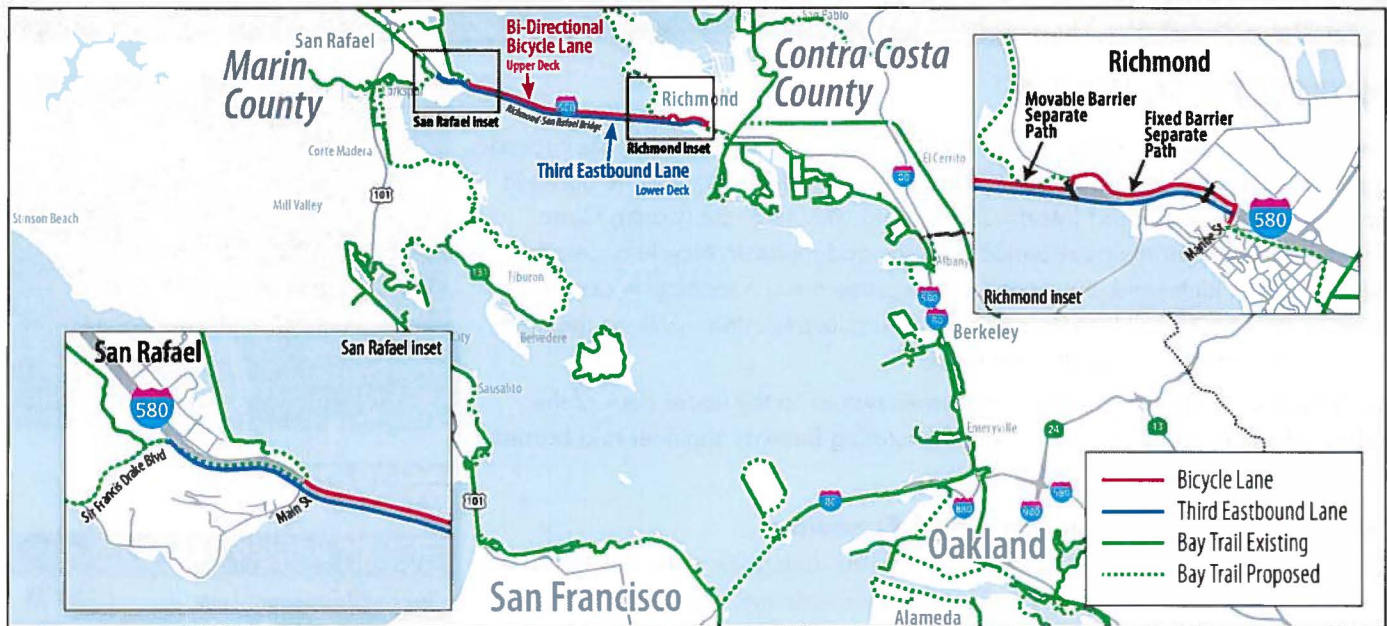 San Rafael
Marin
County
Larkspur
Corte Madera
101
Mill Valley
Stinson Beach
San Rafael inset
Bi-Directional
Bicycle Lane
Upper Deck
580
Richmond-San Rafael Bridge
Third Eastbound Lane
Lower Deck
San Pablo
Richmond
Richmond inset
Contra Costa
County
El Cerrito
80
Albany
580
80
Berkeley
131
Tiburon
Belvedere
City
Sausalito
101
Emeryville
24
13
80
880
980
580
Oakland
Alameda
San Francisco
Richmond
Movable Barrier
Separate
Path
Fixed Barrier
Separate
Path
580
Marine St.
Richmond inset
San Rafael
San Rafael inset
580
Sir Francis Drake Blvd
Main St
Bicycle Lane
Third Eastbound Lane
Bay Trail Existing
Bay Trail Proposed